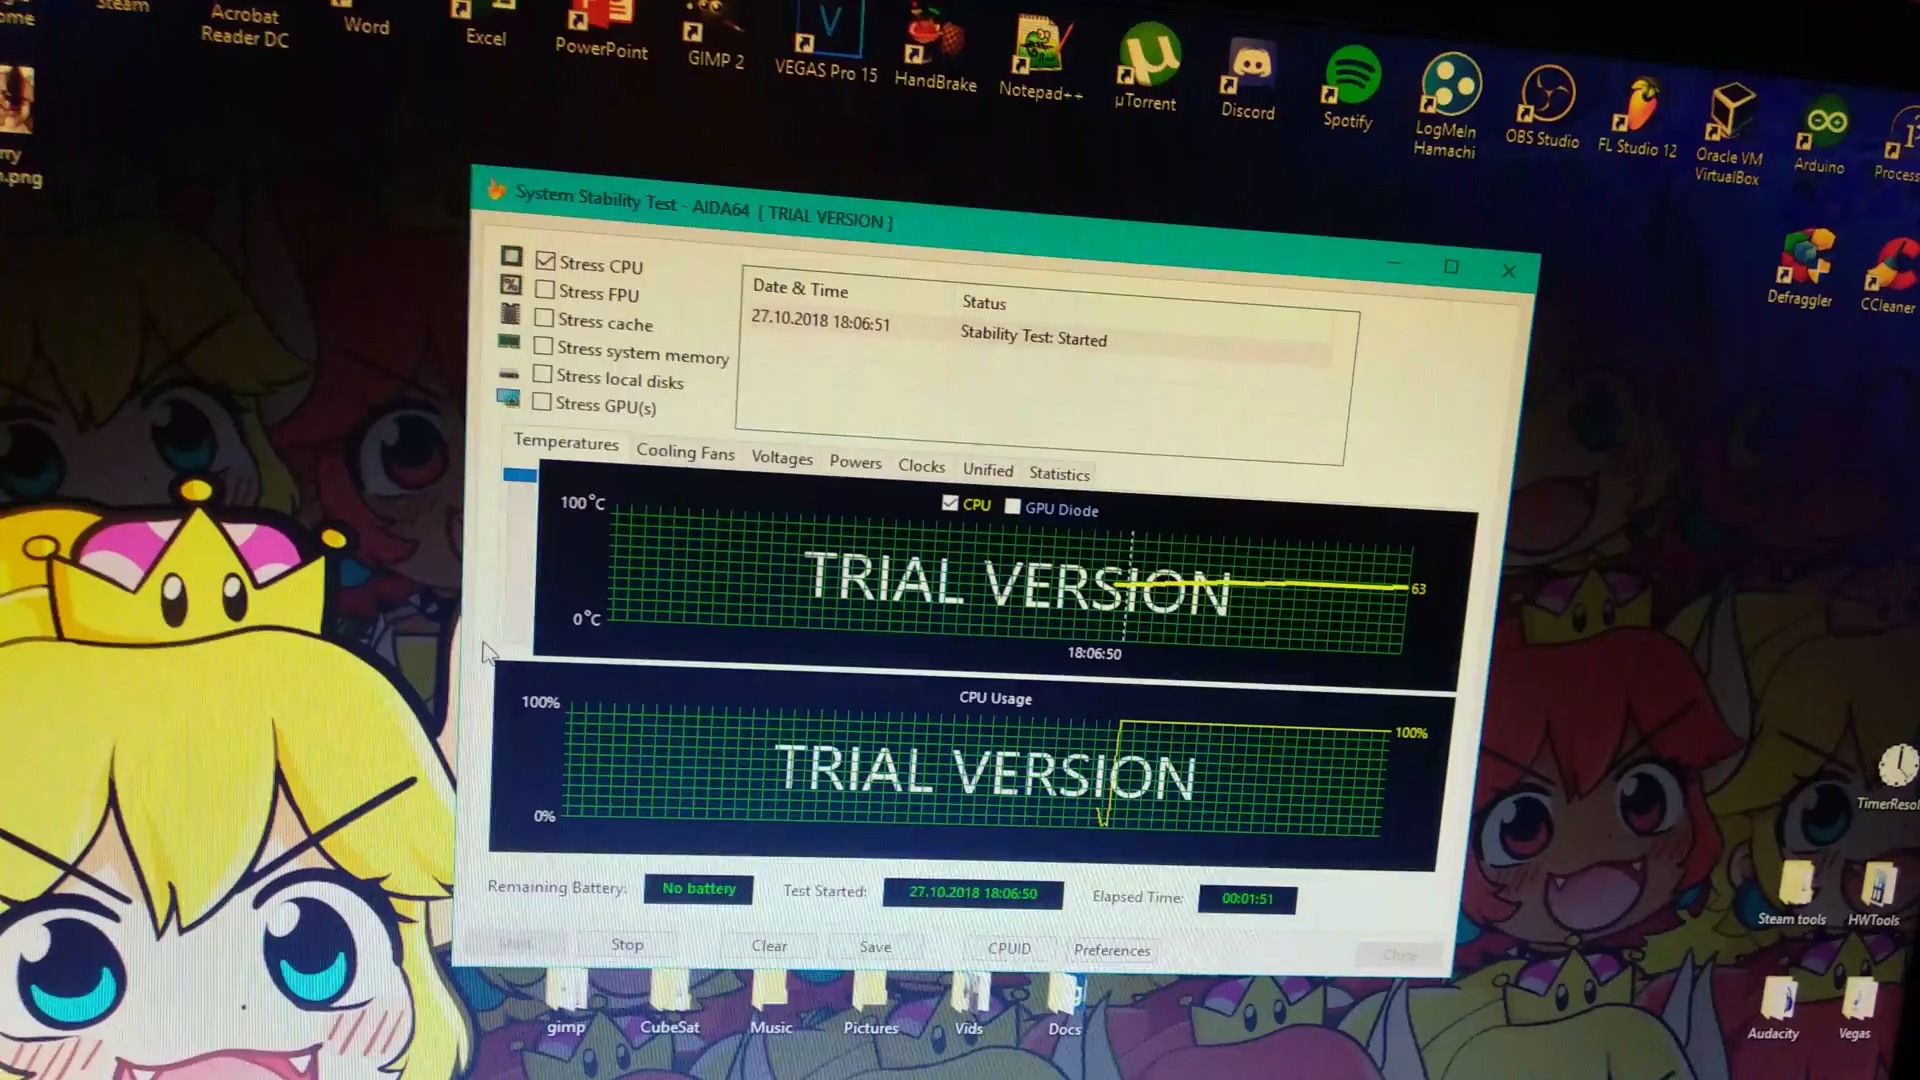 Steam
Acrobat
Reader DC
Word
Excel
PowerPoint
GIMP 2
VEGAS Pro 15
HandBrake
Notepad++
µTorrent
Discord
Spotify
LogMeIn
Hamachi
OBS Studio
FL Studio 12
Oracle VM
VirtualBox
Arduino
.png
Defraggler
CCleaner
System Stability Test - AIDA64 [ TRIAL VERSION ]
Stress CPU
Stress FPU
Stress cache
Stress system memory
Stress local disks
Stress GPU(s)
Date & Time Status
27.10.2018 18:06:51 Stability Test: Started
Temperatures Cooling Fans Voltages Powers Clocks Unified Statistics
100°C
CPU GPU Diode
TRIAL VERSION
63
0°C
18:06:50
CPU Usage
100%
100%
TRIAL VERSION
0%
Remaining Battery: No battery Test Started: 27.10.2018 18:06:50 Elapsed Time: 00:01:51
Start Stop Clear Save CPUID Preferences Close
Steam tools
HWTools
gimp
CubeSat
Music
Pictures
Vids
Docs
Audacity
Vegas